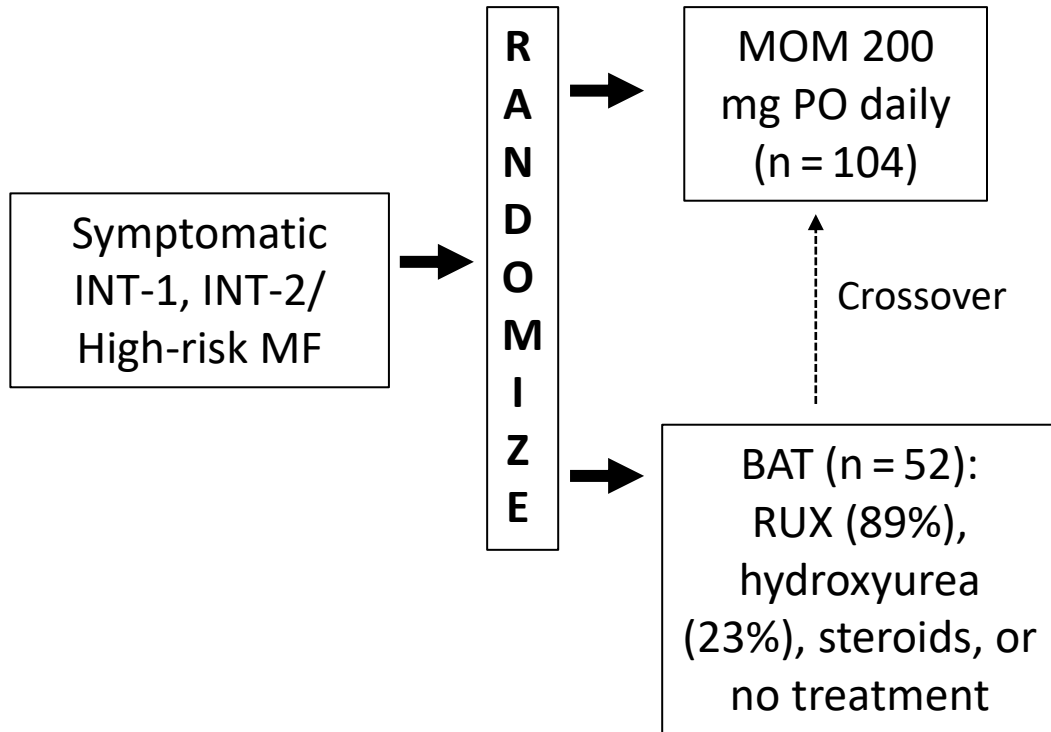 Symptomatic
INT-1, INT-2/
High-risk MF
R
A
N
D
O
M
I
Z
E
MOM 200
mg PO daily
(n = 104)
Crossover
BAT (n = 52):
RUX (89%),
hydroxyurea
(23%), steroids, or
no treatment